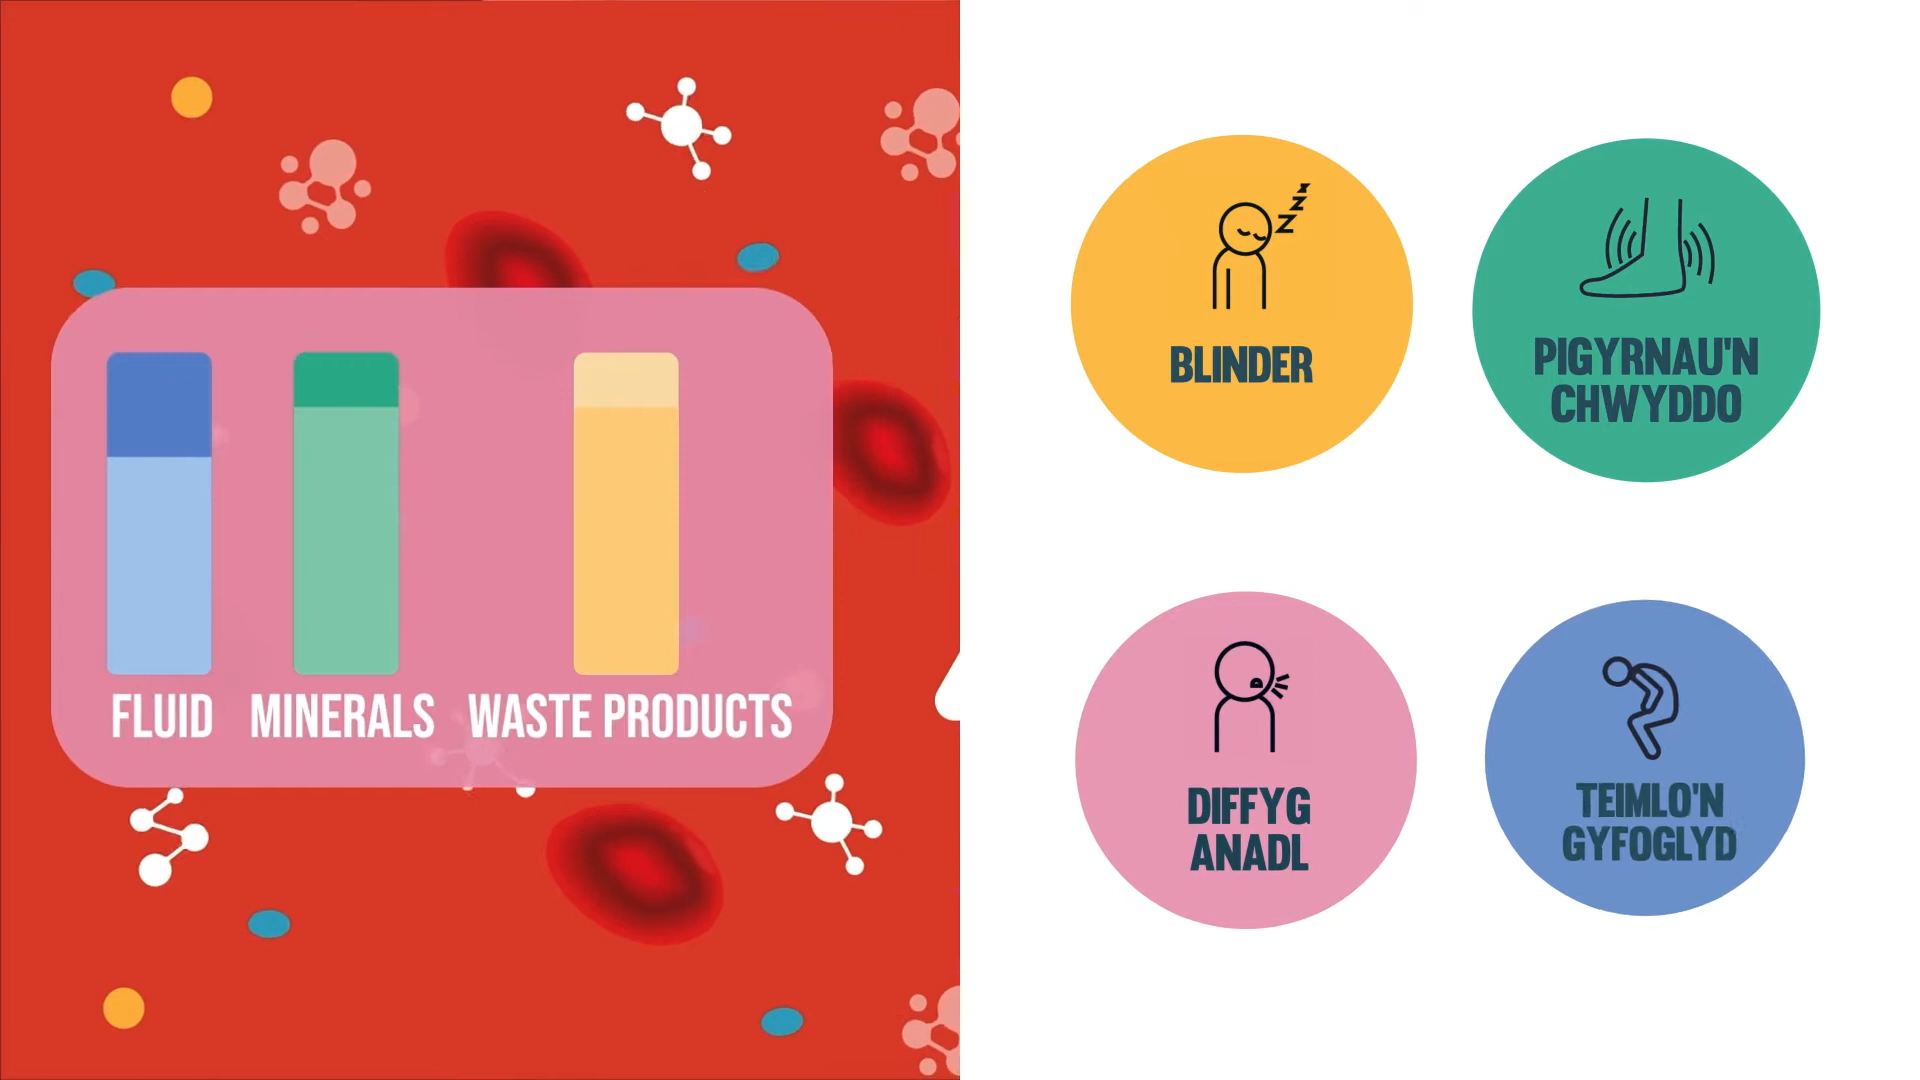 FLUID MINERALS WASTE PRODUCTS
BLINDER
PIGYRNAU'N
CHWYDDO
DIFFYG
ANADL
TEIMLO'N
GYFOGLYD